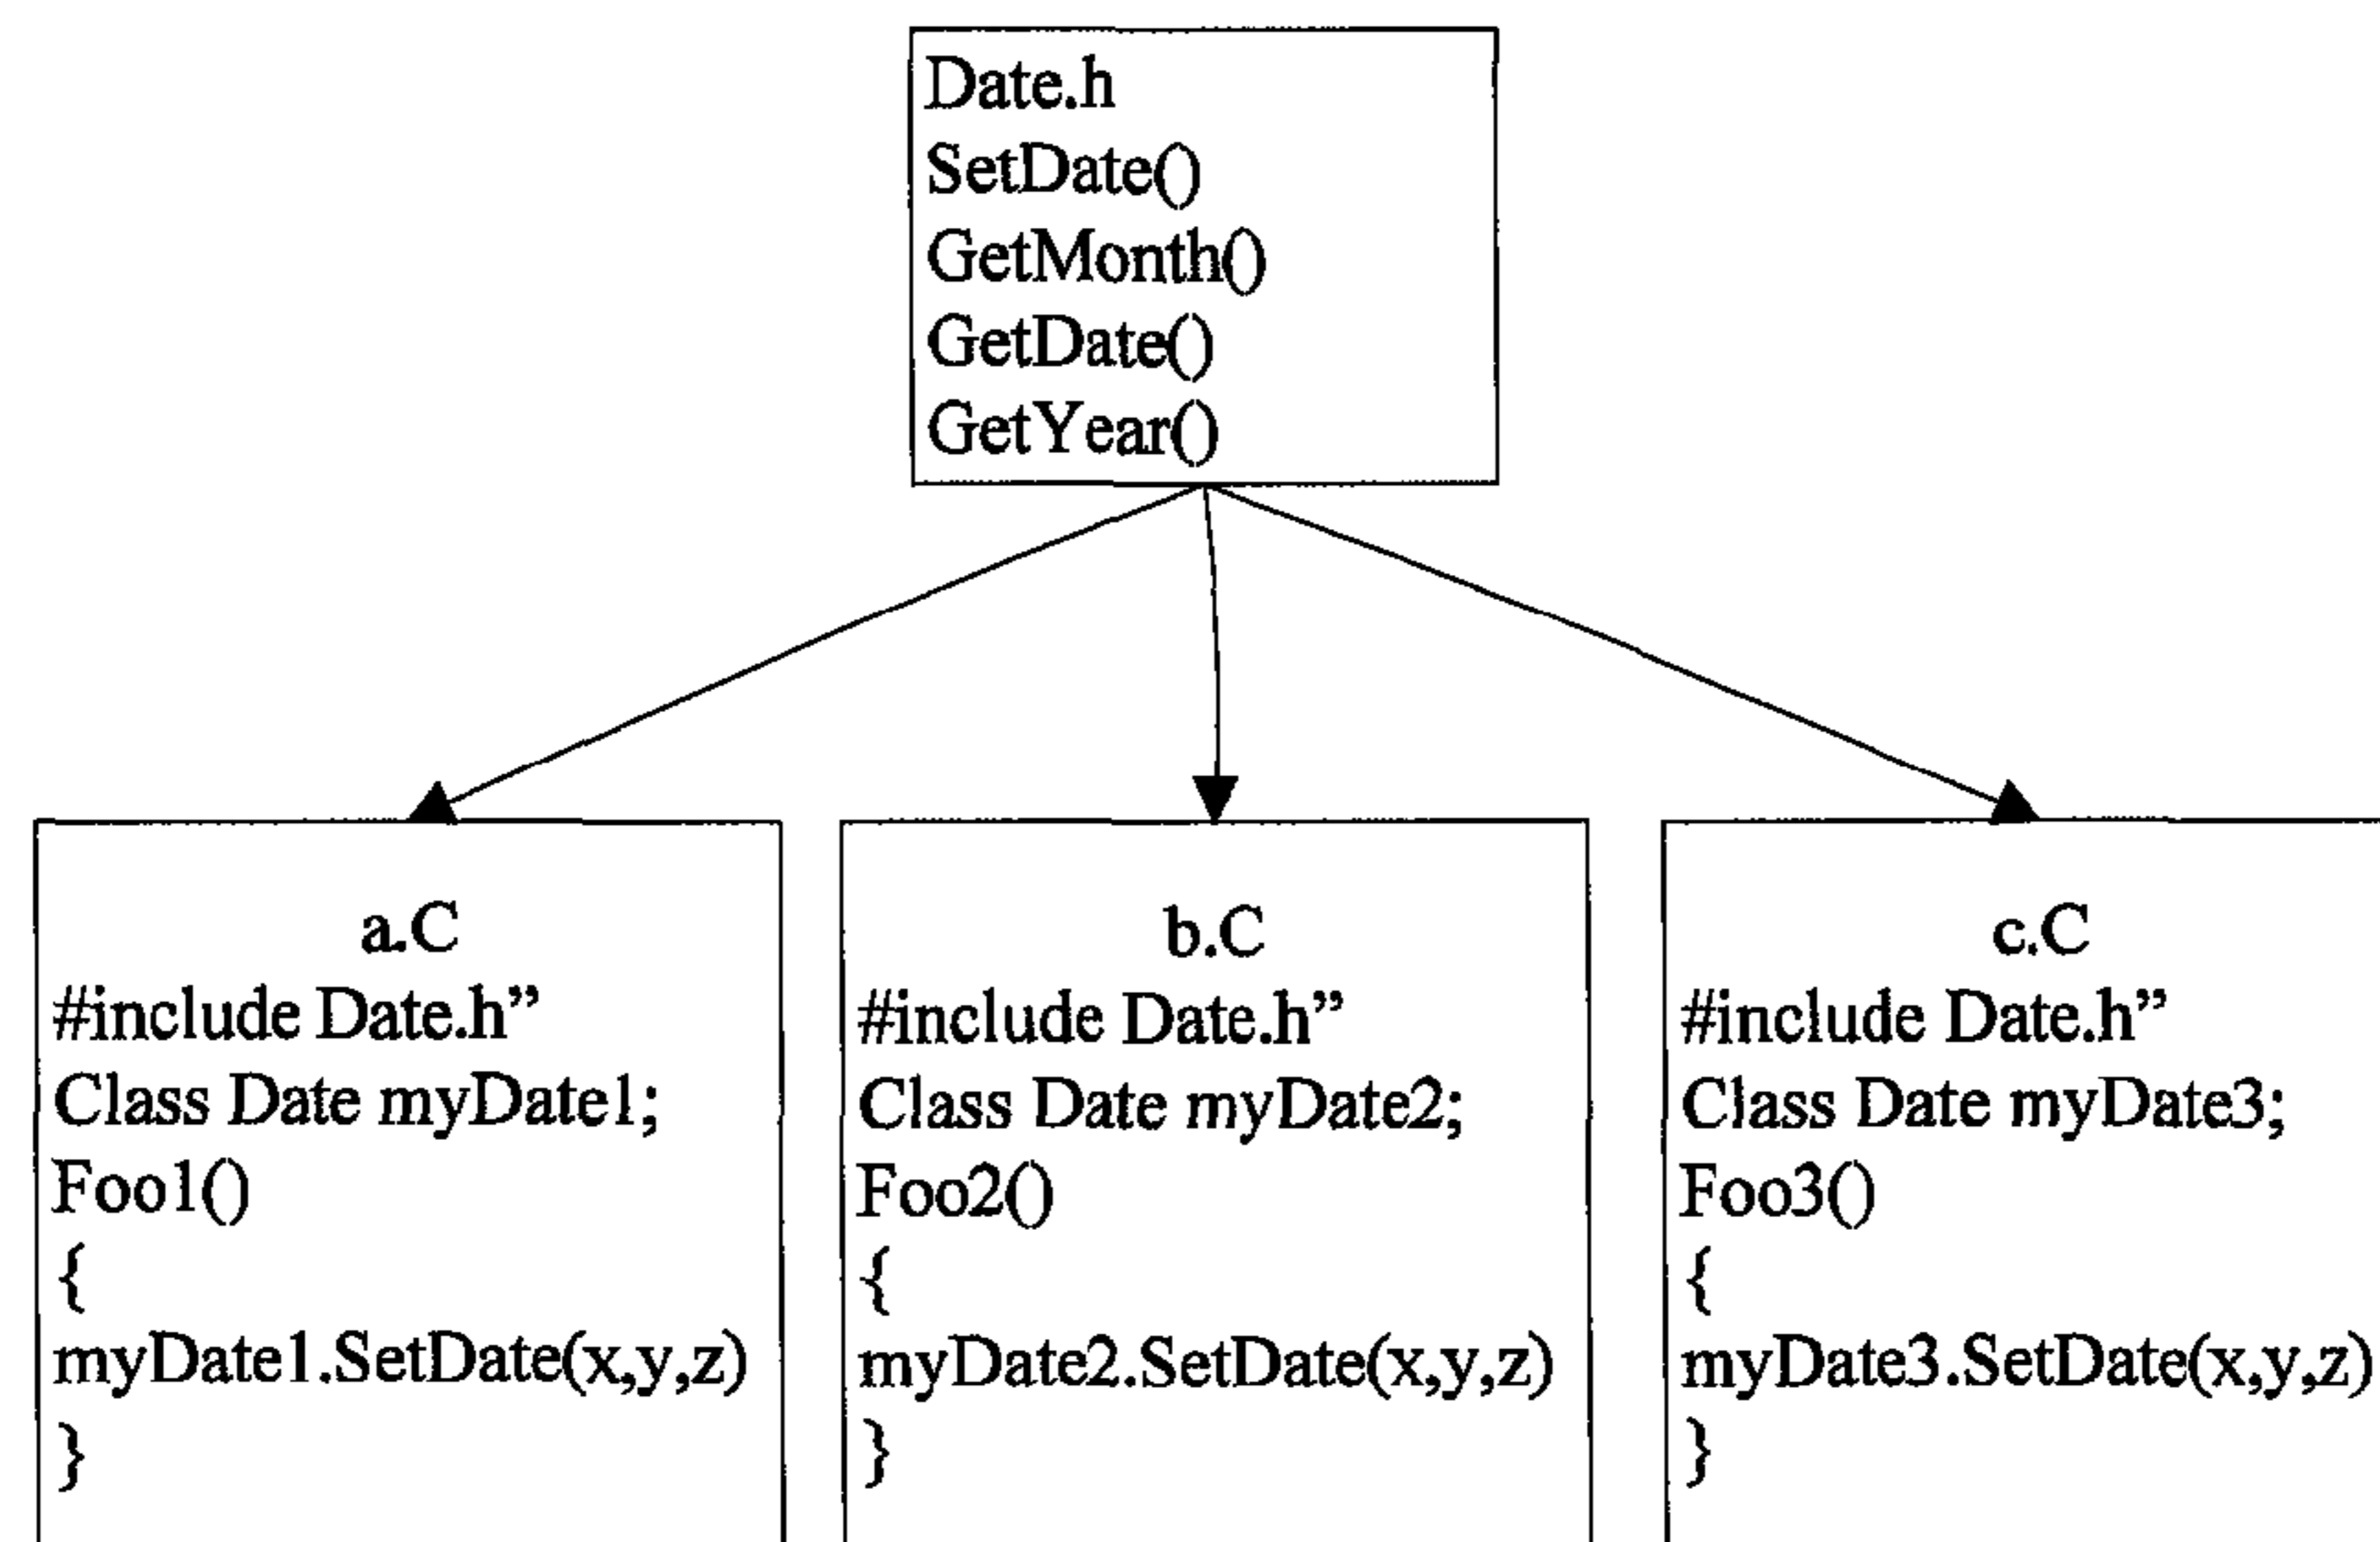 Date.h
SetDate()
GetMonth()
GetDate()
GetYear()
a.C
#include Date.h”
Class Date myDate1;
Foo1()
{
myDate1.SetDate(x,y,z)
}
b.C
#include Date.h”
Class Date myDate2;
Foo2()
{
myDate2.SetDate(x,y,z)
}
c.C
#include Date.h”
Class Date myDate3;
Foo3()
{
myDate3.SetDate(x,y,z)
}